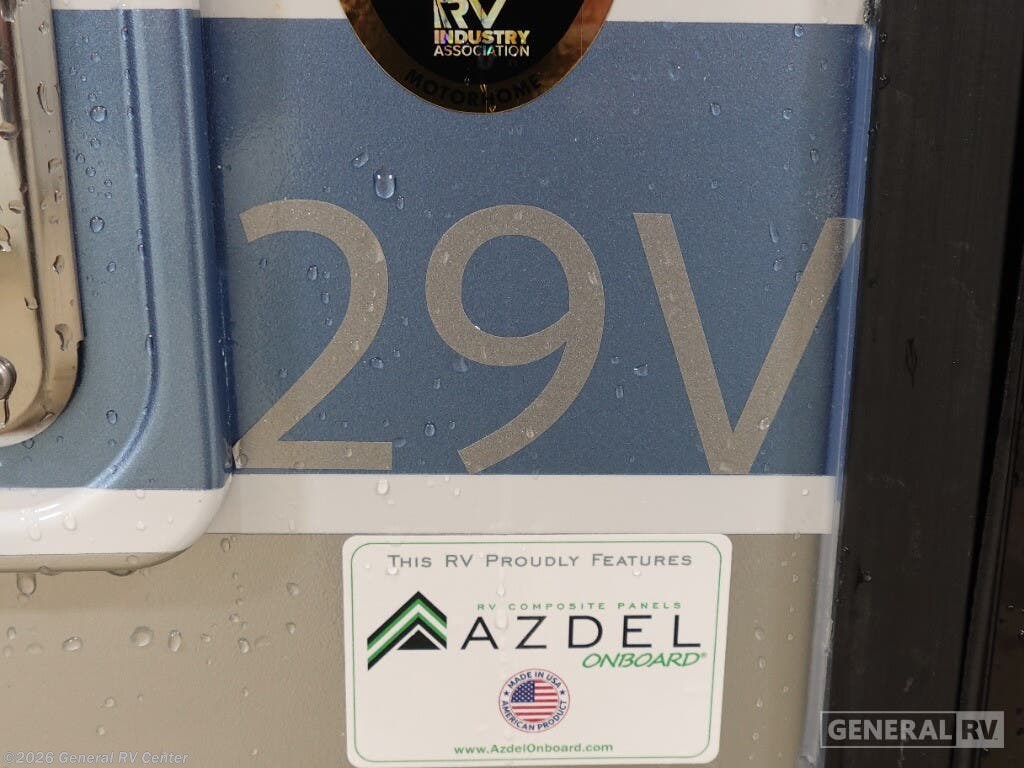 RV
INDUSTRY
ASSOCIATION
MOTORHOME
29V
THIS RV PROUDLY FEATURES
RV COMPOSITE PANELS
AZDEL
ONBOARD®
MADE IN USA
AMERICAN PRODUCT
www.AzdelOnboard.com
GENERAL RV
©2026 General RV Center